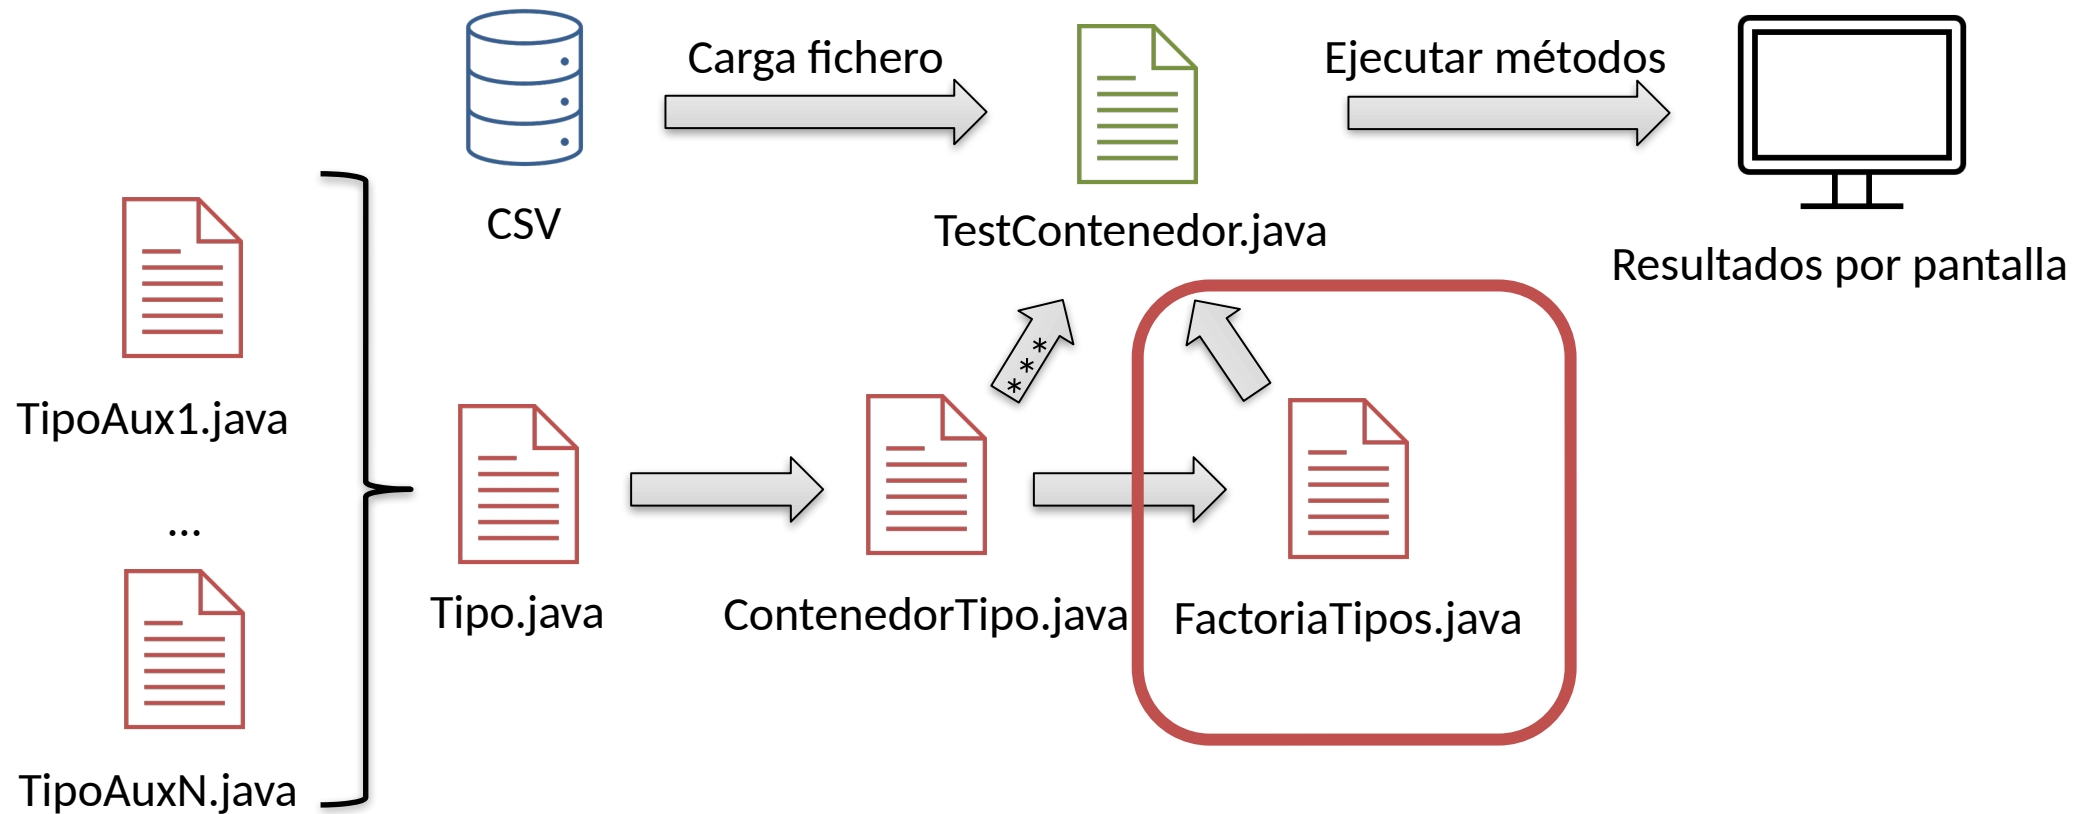 Carga fichero
Ejecutar métodos
CSV
TestContenedor.java
Resultados por pantalla
TipoAux1.java
* * *
...
Tipo.java
ContenedorTipo.java
FactoriaTipos.java
TipoAuxN.java